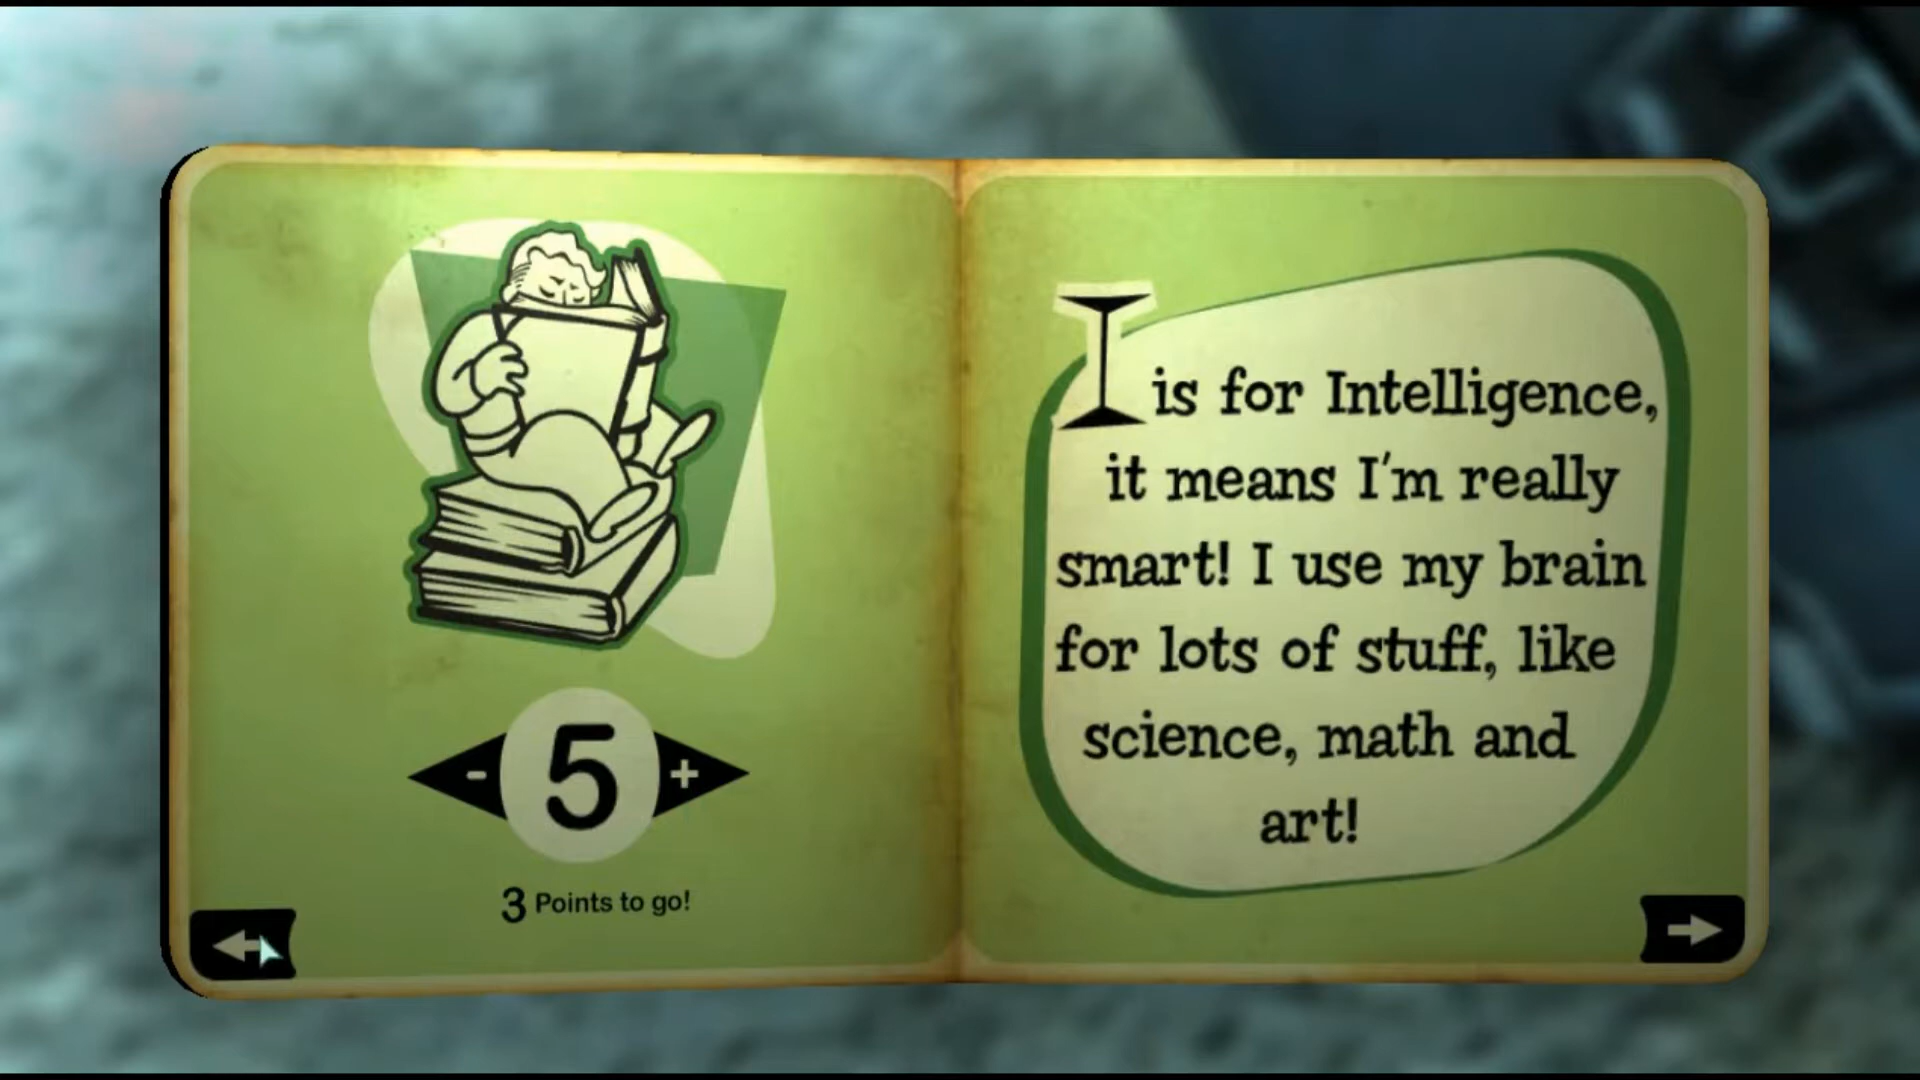 - 5 +
3 Points to go!
I is for Intelligence,
it means I'm really
smart! I use my brain
for lots of stuff, like
science, math and
art!